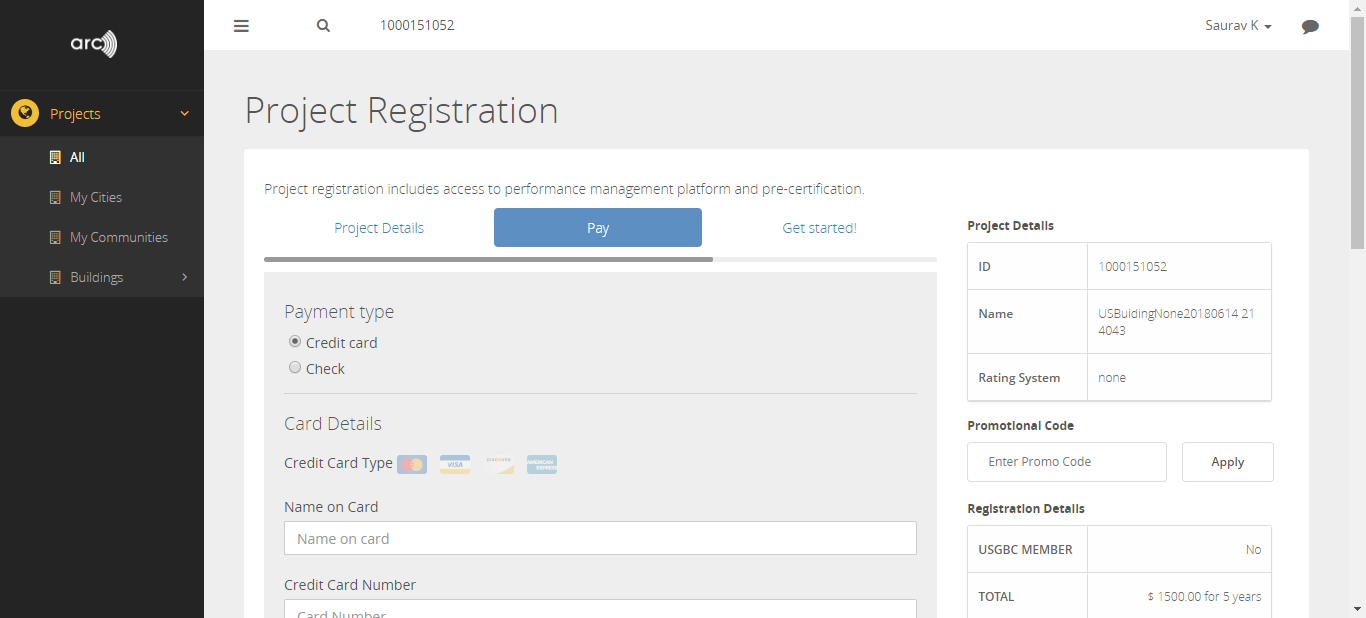 arc
1000151052
Saurav K
Projects
All
My Cities
My Communities
Buildings
Project Registration
Project registration includes access to performance management platform and pre-certification.
Project Details
Pay
Get started!
Payment type
Credit card
Check
Card Details
Credit Card Type
VISA
DISCOVER
AMERICAN
EXPRESS
Name on Card
Name on card
Credit Card Number
Card Number
Project Details
ID
1000151052
Name
USBuidingNone20180614 21
4043
Rating System
none
Promotional Code
Enter Promo Code
Apply
Registration Details
USGBC MEMBER
No
TOTAL
$ 1500.00 for 5 years